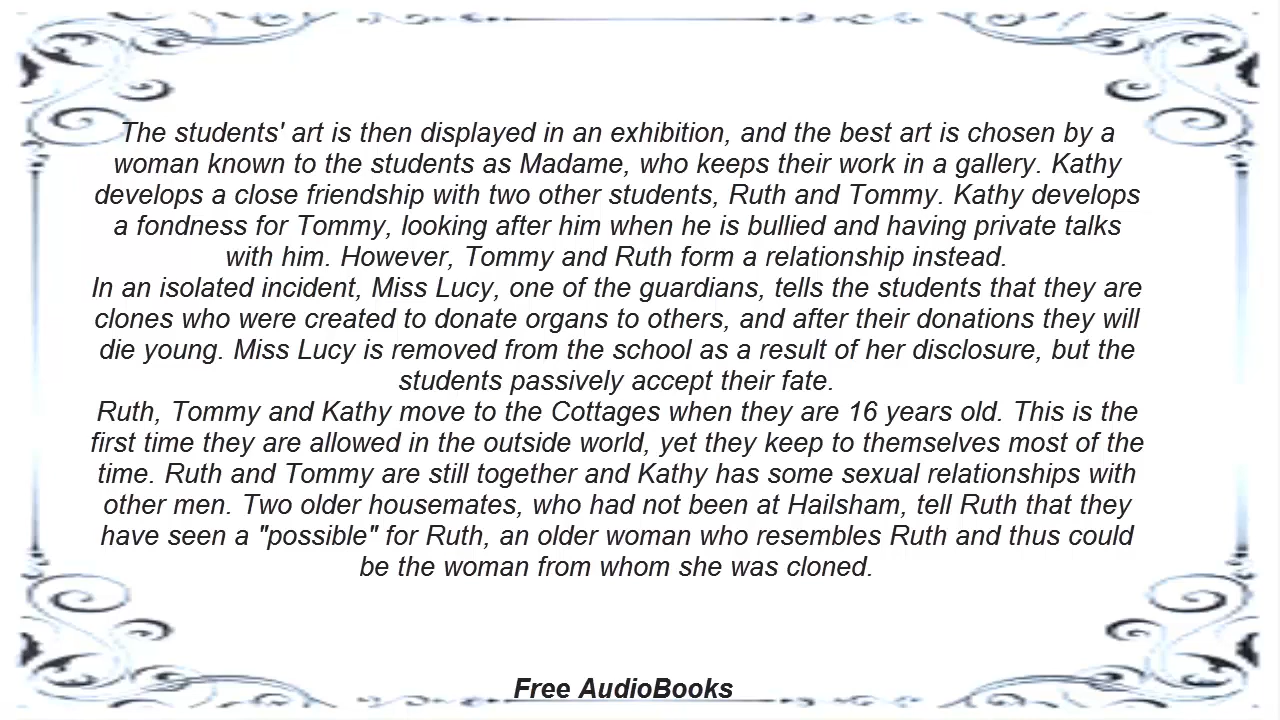 The students' art is then displayed in an exhibition, and the best art is chosen by a
woman known to the students as Madame, who keeps their work in a gallery. Kathy
develops a close friendship with two other students, Ruth and Tommy. Kathy develops
a fondness for Tommy, looking after him when he is bullied and having private talks
with him. However, Tommy and Ruth form a relationship instead.
In an isolated incident, Miss Lucy, one of the guardians, tells the students that they are
clones who were created to donate organs to others, and after their donations they will
die young. Miss Lucy is removed from the school as a result of her disclosure, but the
students passively accept their fate.
Ruth, Tommy and Kathy move to the Cottages when they are 16 years old. This is the
first time they are allowed in the outside world, yet they keep to themselves most of the
time. Ruth and Tommy are still together and Kathy has some sexual relationships with
other men. Two older housemates, who had not been at Hailsham, tell Ruth that they
have seen a "possible" for Ruth, an older woman who resembles Ruth and thus could
be the woman from whom she was cloned.
Free AudioBooks